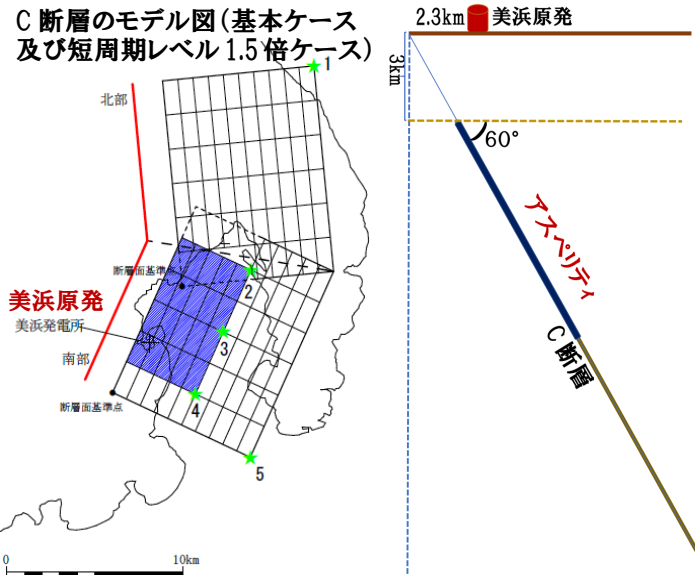 C 断層のモデル図(基本ケース
及び短周期レベル 1.5 倍ケース)
北部
1
断層面基準点
2
美浜原発
美浜発電所
3
南部
断層面基準点
4
5
0
10km
2.3km
美浜原発
3km
60°
アスペリティ
C 断層